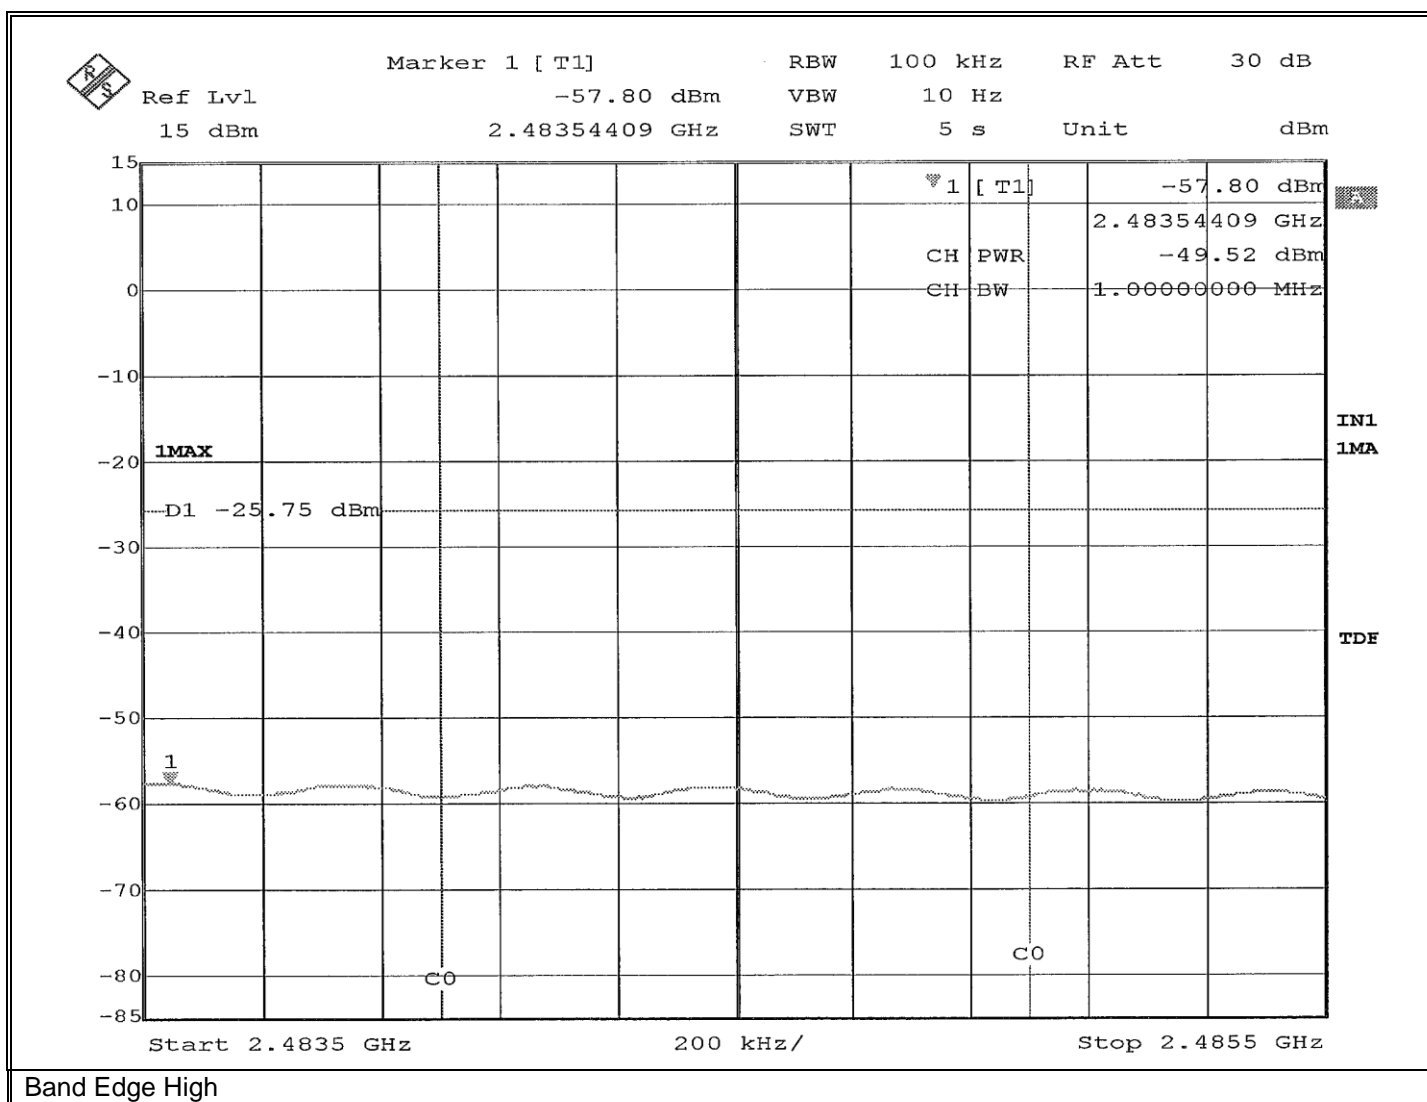 R S
Marker 1 [T1] RBW 100 kHz RF Att 30 dB
Ref Lvl -57.80 dBm VBW 10 Hz
15 dBm 2.48354409 GHz SWT 5 s Unit dBm
15
1 [T1] -57.80 dBm
A
10
2.48354409 GHz
CH PWR -49.52 dBm
0
CH BW 1.00000000 MHz
-10
IN1
1MAX
1MA
-20
D1 -25.75 dBm
-30
-40
TDF
-50
1
-60
-70
C0
-80
C0
-85
Start 2.4835 GHz 200 kHz/ Stop 2.4855 GHz
Band Edge High